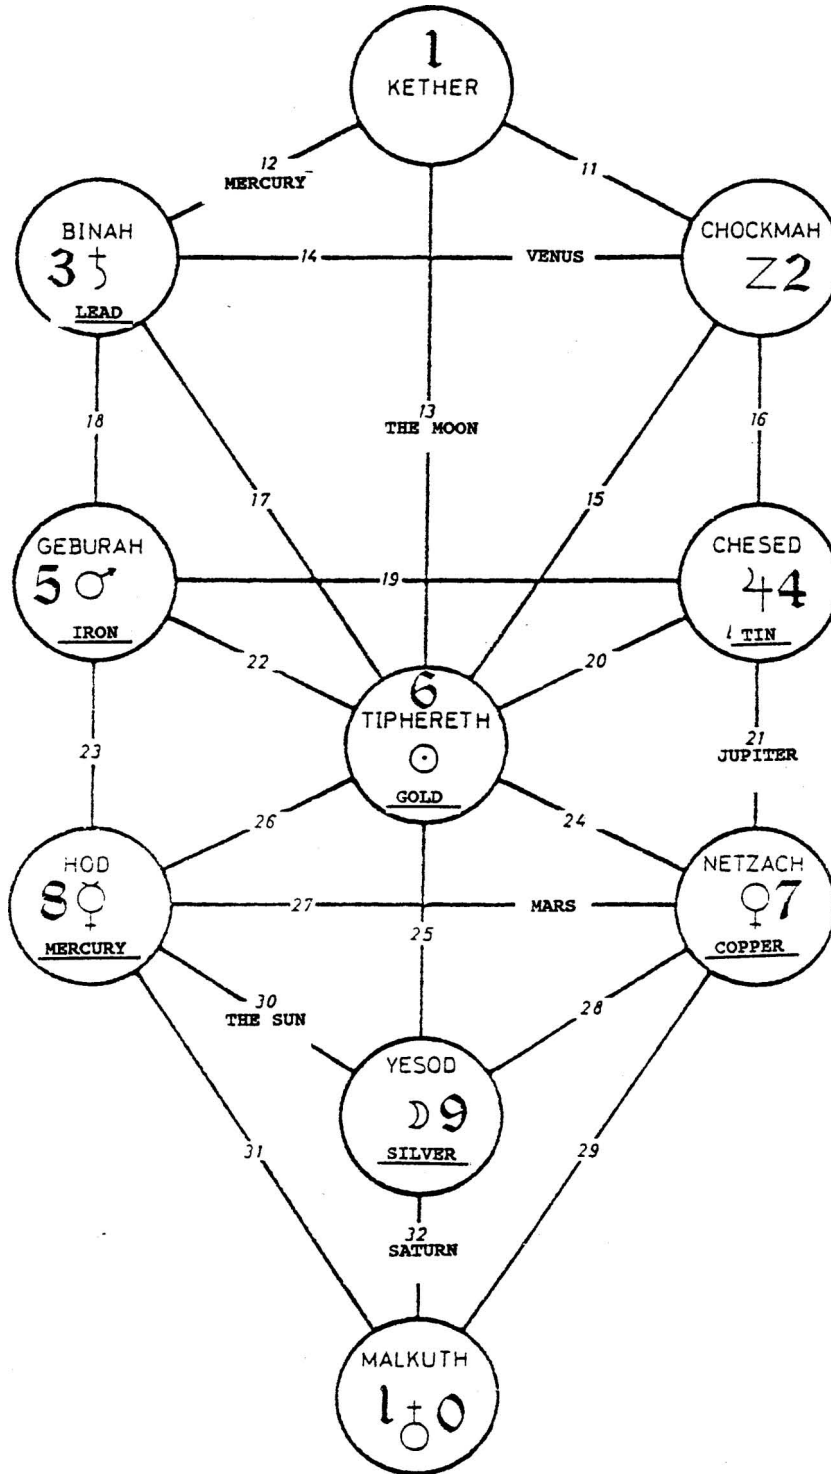 1
KETHER
12
MERCURY
11
BINAH
3 ♄
LEAD
14
VENUS
CHOCKMAH
Z2
18
13
THE MOON
16
17
15
GEBURAH
5 ♂
IRON
19
CHESED
♃4
TIN
22
20
6
TIPHERETH
☉
GOLD
23
21
JUPITER
26
24
HOD
8 ☿
MERCURY
27
MARS
25
NETZACH
♀7
COPPER
30
THE SUN
28
YESOD
☽9
SILVER
31
29
32
SATURN
MALKUTH
1♁0